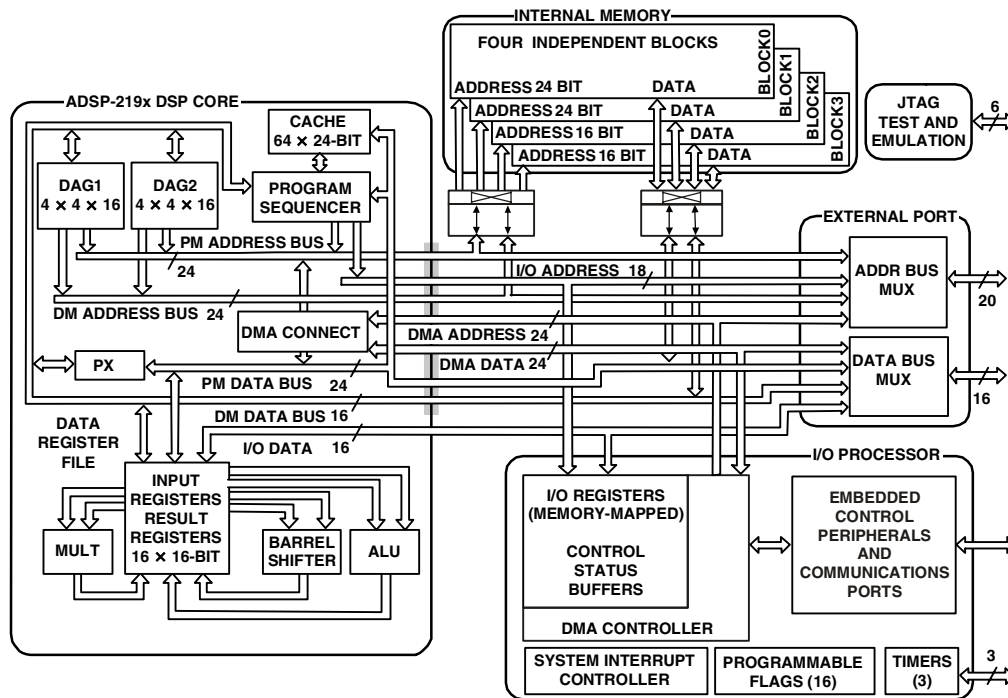 INTERNAL MEMORY
FOUR INDEPENDENT BLOCKS
BLOCK0
BLOCK1
BLOCK2
BLOCK3
ADDRESS 24 BIT
DATA
ADDRESS 24 BIT
DATA
ADDRESS 16 BIT
DATA
ADDRESS 16 BIT
DATA
JTAG
TEST AND
EMULATION
6
ADSP-219x DSP CORE
CACHE
64 × 24-BIT
DAG1
4 × 4 × 16
DAG2
4 × 4 × 16
PROGRAM
SEQUENCER
EXTERNAL PORT
PM ADDRESS BUS
24
I/O ADDRESS
18
ADDR BUS
MUX
20
DM ADDRESS BUS
24
DMA CONNECT
DMA ADDRESS
24
DMA DATA
24
PX
PM DATA BUS
24
DATA BUS
MUX
16
DM DATA BUS
16
I/O DATA
16
DATA
REGISTER
FILE
INPUT
REGISTERS
RESULT
REGISTERS
16 × 16-BIT
MULT
BARREL
SHIFTER
ALU
I/O PROCESSOR
I/O REGISTERS
(MEMORY-MAPPED)
CONTROL
STATUS
BUFFERS
DMA CONTROLLER
EMBEDDED
CONTROL
PERIPHERALS
AND
COMMUNICATIONS
PORTS
SYSTEM INTERRUPT
CONTROLLER
PROGRAMMABLE
FLAGS (16)
TIMERS
(3)
3